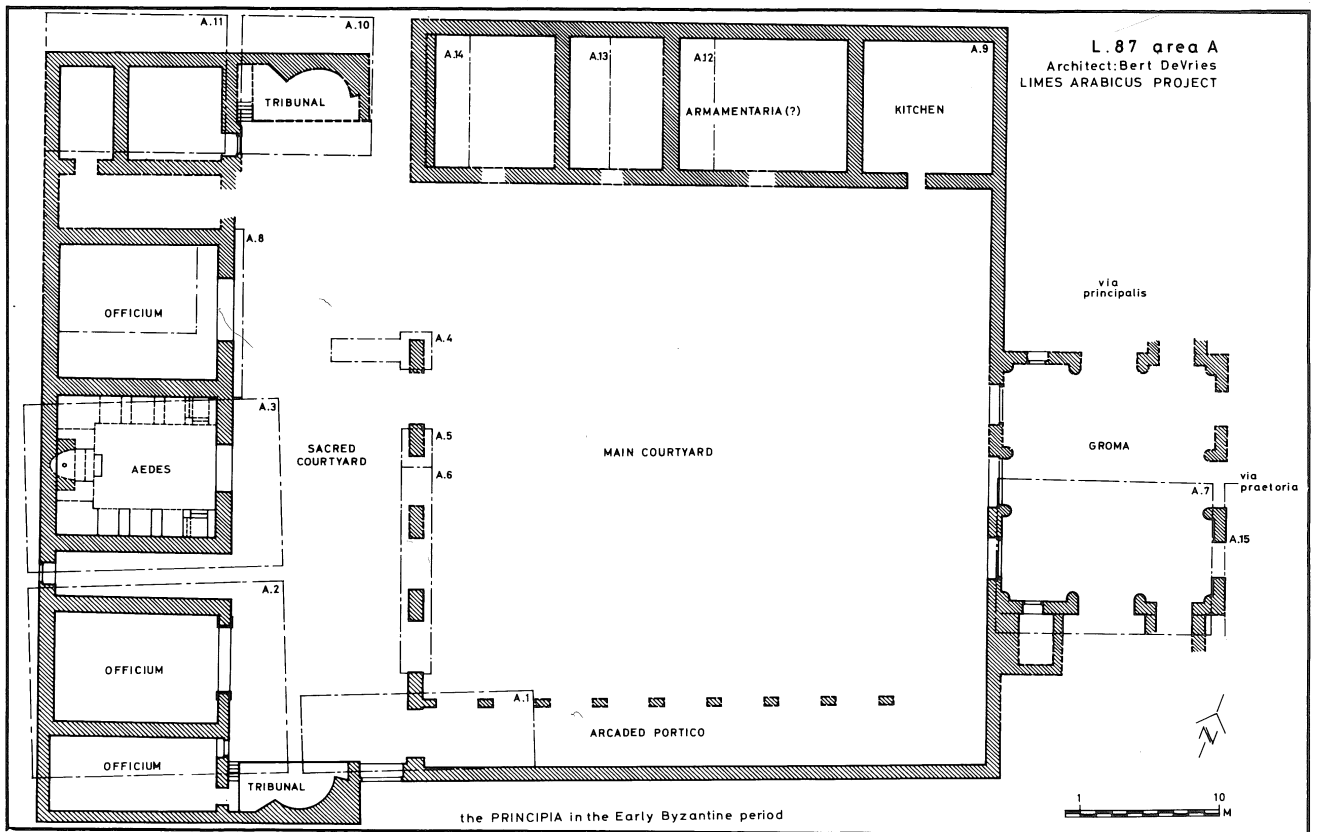 A.11
A.10
L.87 area A
Architect:Bert DeVries
LIMES ARABICUS PROJECT
A.14
A.13
A.12
A.9
TRIBUNAL
ARMAMENTARIA(?)
KITCHEN
A.8
OFFICIUM
via
principalis
A.4
A.3
SACRED
COURTYARD
A.5
MAIN COURTYARD
GROMA
AEDES
A.6
via
praetoria
A.7
A.15
A.2
OFFICIUM
A.1
ARCADED PORTICO
N
OFFICIUM
TRIBUNAL
the PRINCIPIA in the Early Byzantine period
1
10
M